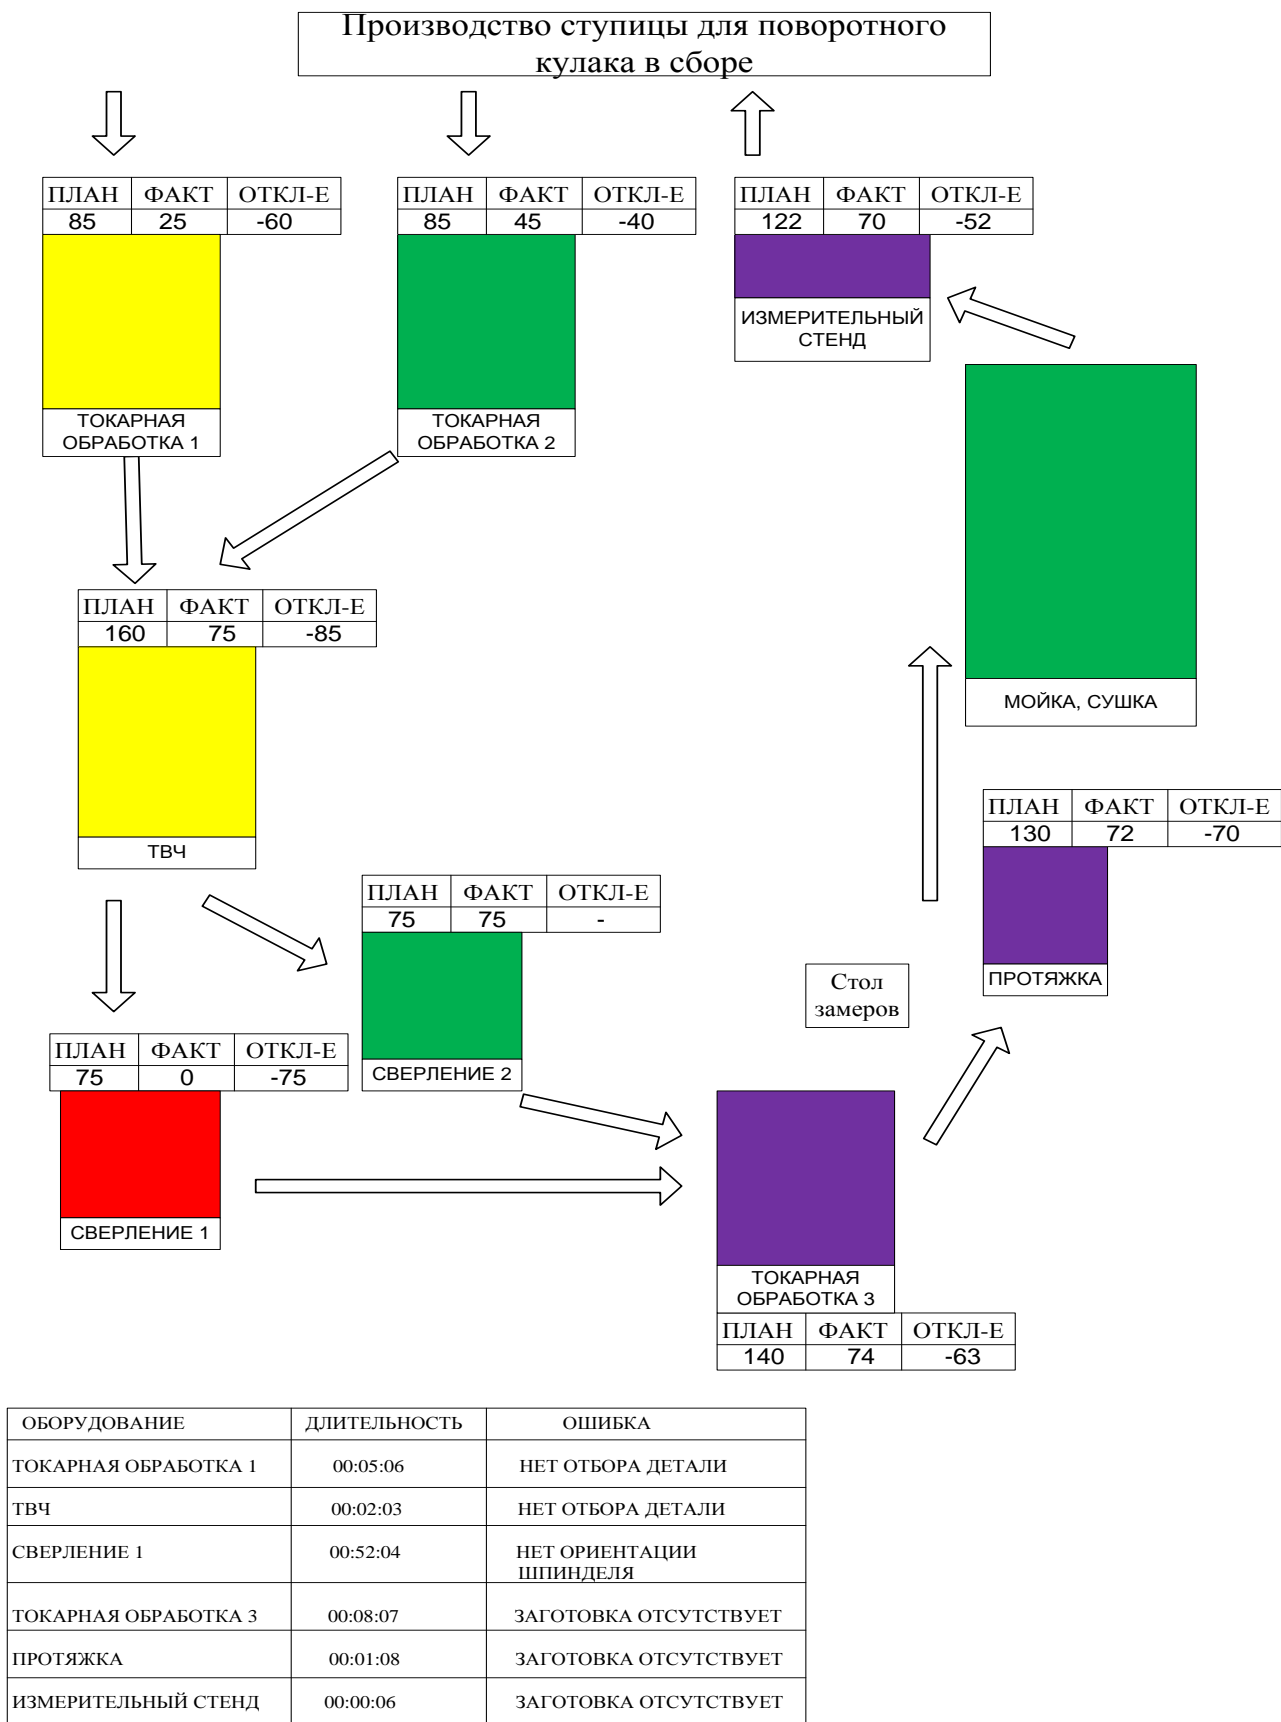 Производство ступицы для поворотного
кулака в сборе
ПЛАН ФАКТ ОТКЛ-Е
85 25 -60
ТОКАРНАЯ
ОБРАБОТКА 1
ПЛАН ФАКТ ОТКЛ-Е
85 45 -40
ТОКАРНАЯ
ОБРАБОТКА 2
ПЛАН ФАКТ ОТКЛ-Е
122 70 -52
ИЗМЕРИТЕЛЬНЫЙ
СТЕНД
МОЙКА, СУШКА
ПЛАН ФАКТ ОТКЛ-Е
160 75 -85
ТВЧ
ПЛАН ФАКТ ОТКЛ-Е
130 72 -70
ПРОТЯЖКА
ПЛАН ФАКТ ОТКЛ-Е
75 75 -
СВЕРЛЕНИЕ 2
Стол
замеров
ПЛАН ФАКТ ОТКЛ-Е
75 0 -75
СВЕРЛЕНИЕ 1
ТОКАРНАЯ
ОБРАБОТКА 3
ПЛАН ФАКТ ОТКЛ-Е
140 74 -63
ОБОРУДОВАНИЕ ДЛИТЕЛЬНОСТЬ ОШИБКА
ТОКАРНАЯ ОБРАБОТКА 1 00:05:06 НЕТ ОТБОРА ДЕТАЛИ
ТВЧ 00:02:03 НЕТ ОТБОРА ДЕТАЛИ
СВЕРЛЕНИЕ 1 00:52:04 НЕТ ОРИЕНТАЦИИ
ШПИНДЕЛЯ
ТОКАРНАЯ ОБРАБОТКА 3 00:08:07 ЗАГОТОВКА ОТСУТСТВУЕТ
ПРОТЯЖКА 00:01:08 ЗАГОТОВКА ОТСУТСТВУЕТ
ИЗМЕРИТЕЛЬНЫЙ СТЕНД 00:00:06 ЗАГОТОВКА ОТСУТСТВУЕТ